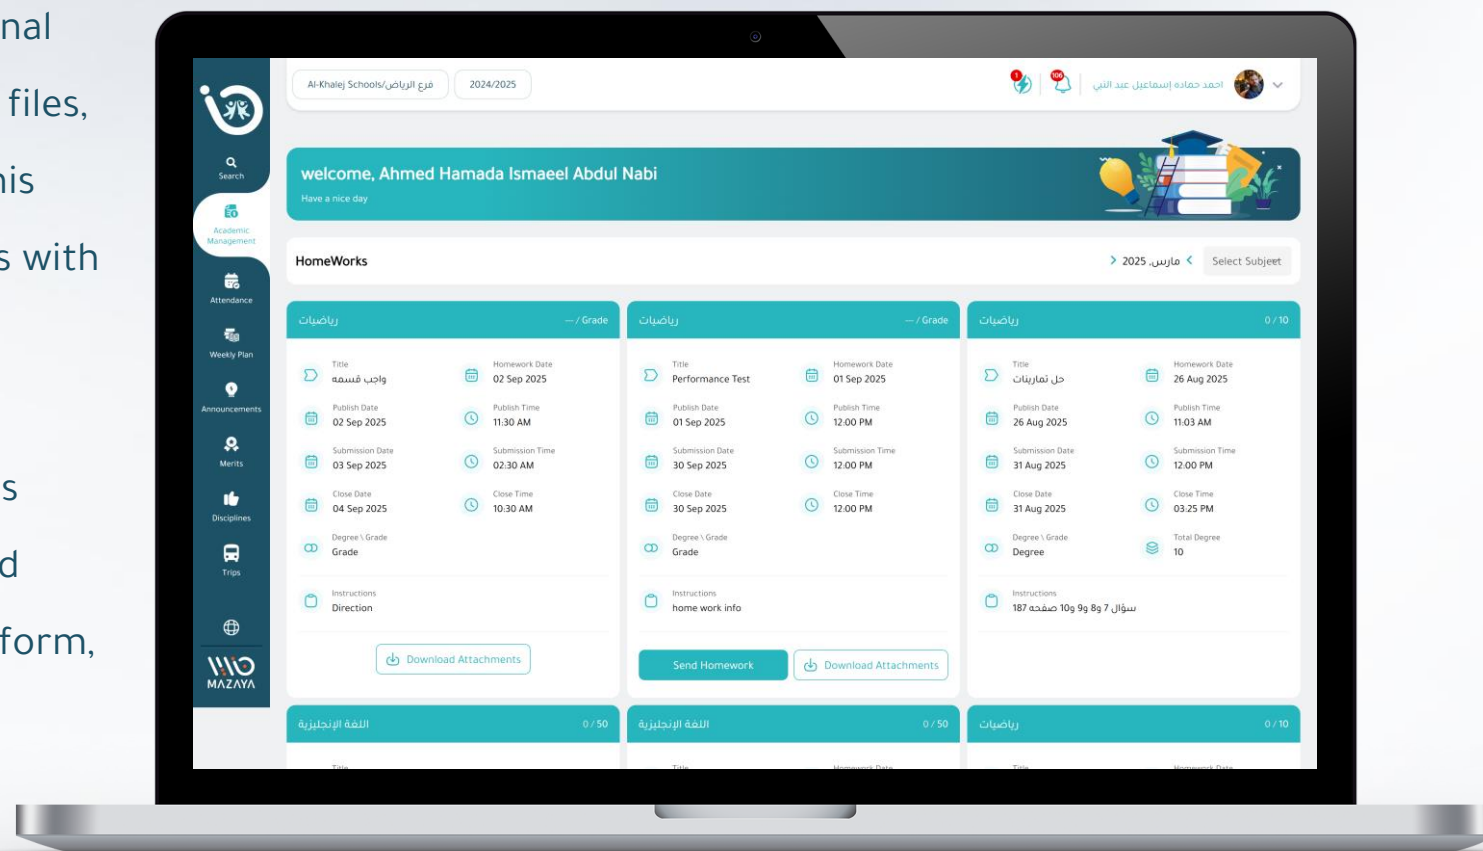 nal
files,
his
s with
s
d
form,
Al-Khalej Schools/فرع الرياض
2024/2025
1
106
احمد حماده إسماعيل عبد النبي
Search
Academic
Management
Attendance
Weekly Plan
Announcements
Merits
Disciplines
Trips
MAZAYA
welcome, Ahmed Hamada Ismaeel Abdul Nabi
Have a nice day
HomeWorks
مارس, 2025
Select Subject
رياضيات
— / Grade
Title
واجب قسمه
Homework Date
02 Sep 2025
Publish Date
02 Sep 2025
Publish Time
11:30 AM
Submission Date
03 Sep 2025
Submission Time
02:30 AM
Close Date
04 Sep 2025
Close Time
10:30 AM
Degree \ Grade
Grade
Instructions
Direction
Download Attachments
رياضيات
— / Grade
Title
Performance Test
Homework Date
01 Sep 2025
Publish Date
01 Sep 2025
Publish Time
12:00 PM
Submission Date
30 Sep 2025
Submission Time
12:00 PM
Close Date
30 Sep 2025
Close Time
12:00 PM
Degree \ Grade
Grade
Instructions
home work info
Send Homework
Download Attachments
رياضيات
0 / 10
Title
حل تمارينات
Homework Date
26 Aug 2025
Publish Date
26 Aug 2025
Publish Time
11:03 AM
Submission Date
31 Aug 2025
Submission Time
12:00 PM
Close Date
31 Aug 2025
Close Time
03:25 PM
Degree \ Grade
Degree
Total Degree
10
Instructions
سؤال 7 و8 و9 و10 صفحه 187
اللغة الإنجليزية
0 / 50
Title
اللغة الإنجليزية
0 / 50
Title
Homework Date
رياضيات
0 / 10
Title
Homework Date